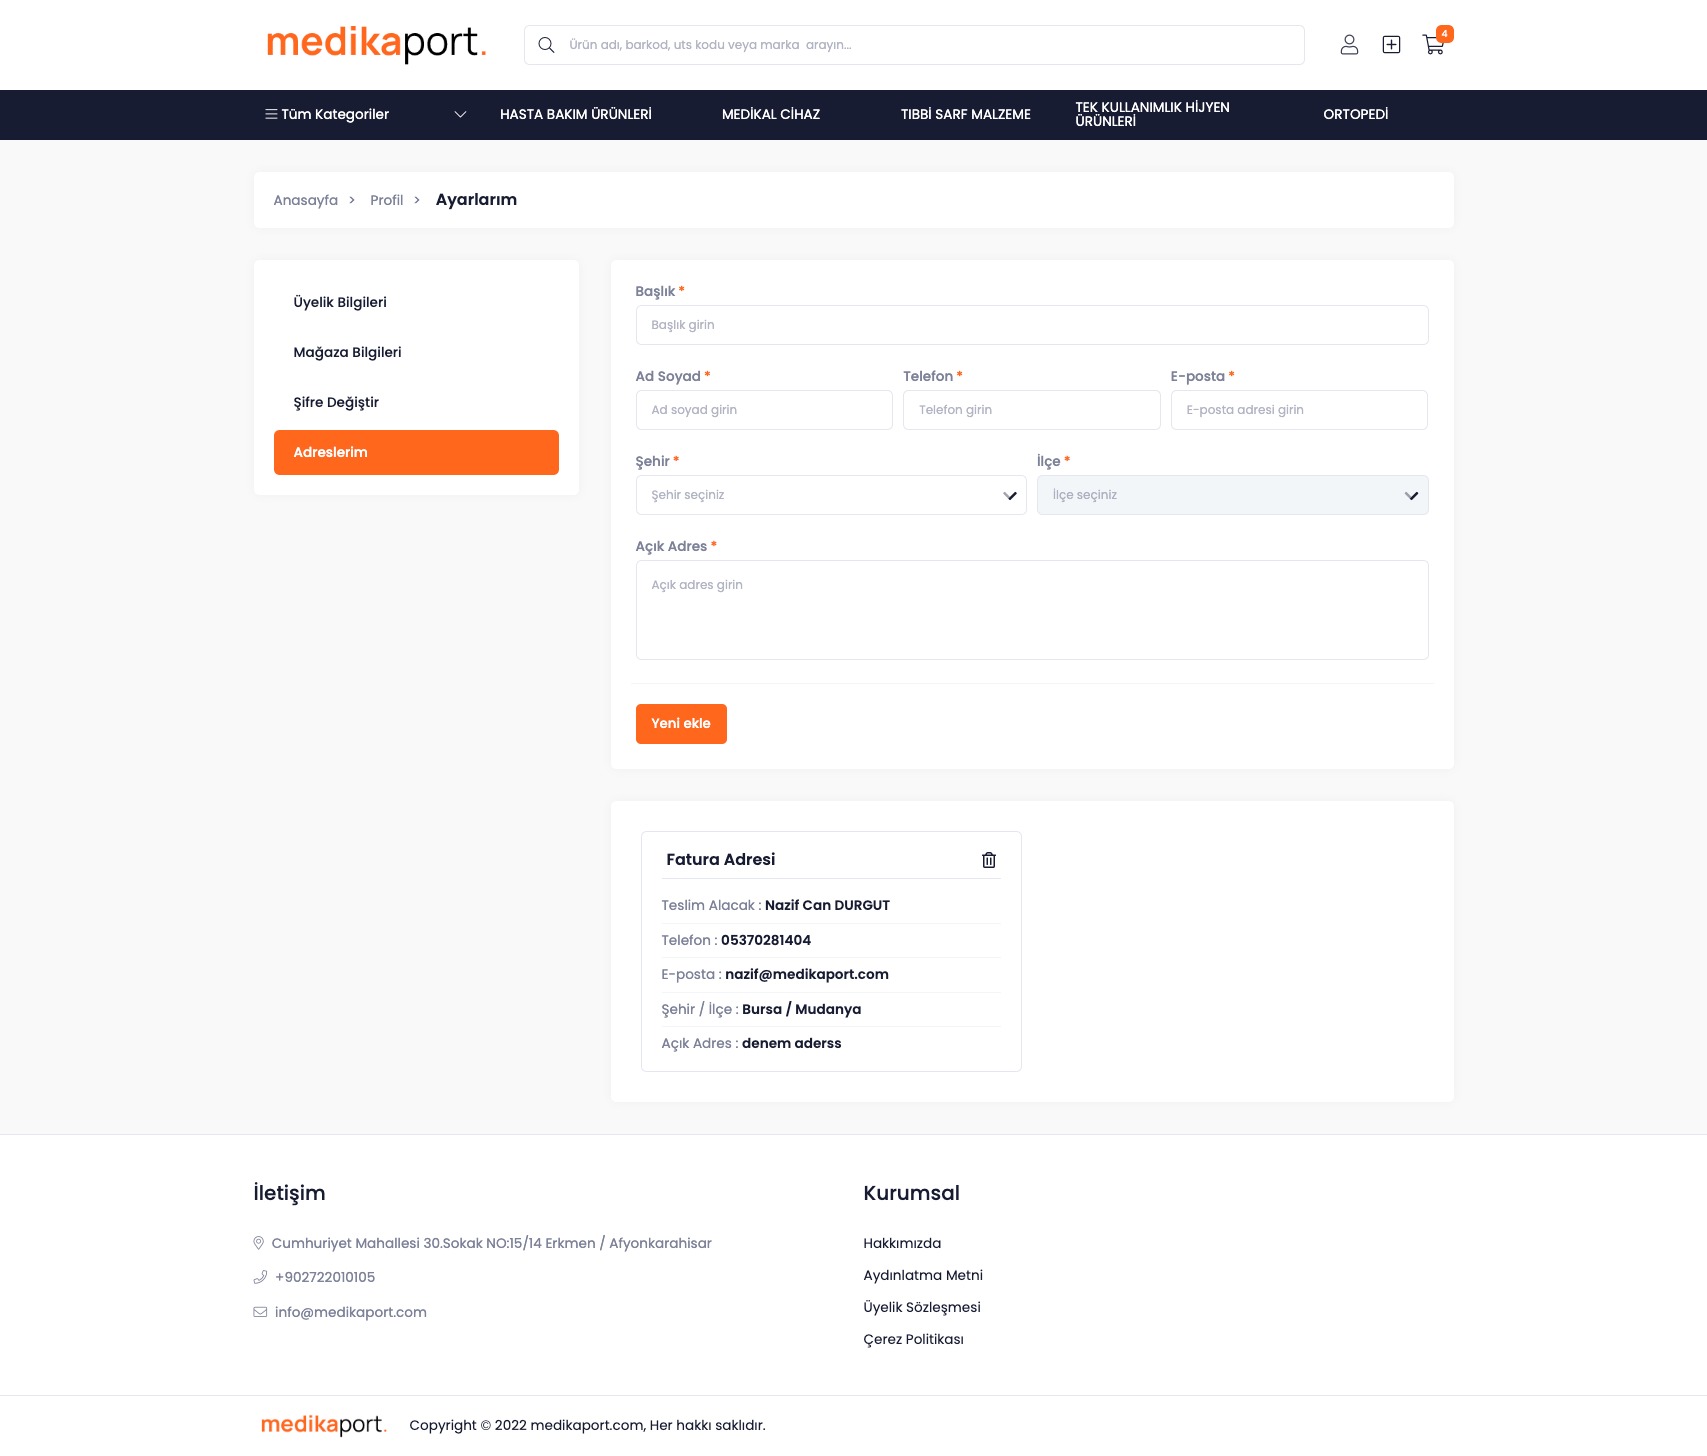 medikaport.
Ürün adı, barkod, uts kodu veya marka  arayın...
4
Tüm Kategoriler
HASTA BAKIM ÜRÜNLERİ
MEDİKAL CİHAZ
TIBBİ SARF MALZEME
TEK KULLANIMLIK HİJYEN
ÜRÜNLERİ
ORTOPEDİ
Anasayfa > Profil > Ayarlarım
Üyelik Bilgileri
Mağaza Bilgileri
Şifre Değiştir
Adreslerim
Başlık *
Başlık girin
Ad Soyad *
Telefon *
E-posta *
Ad soyad girin
Telefon girin
E-posta adresi girin
Şehir *
İlçe *
Şehir seçiniz
İlçe seçiniz
Açık Adres *
Açık adres girin
Yeni ekle
Fatura Adresi
Teslim Alacak : Nazif Can DURGUT
Telefon : 05370281404
E-posta : nazif@medikaport.com
Şehir / İlçe : Bursa / Mudanya
Açık Adres : denem aderss
İletişim
Cumhuriyet Mahallesi 30.Sokak NO:15/14 Erkmen / Afyonkarahisar
+902722010105
info@medikaport.com
Kurumsal
Hakkımızda
Aydınlatma Metni
Üyelik Sözleşmesi
Çerez Politikası
medikaport.
Copyright © 2022 medikaport.com, Her hakkı saklıdır.